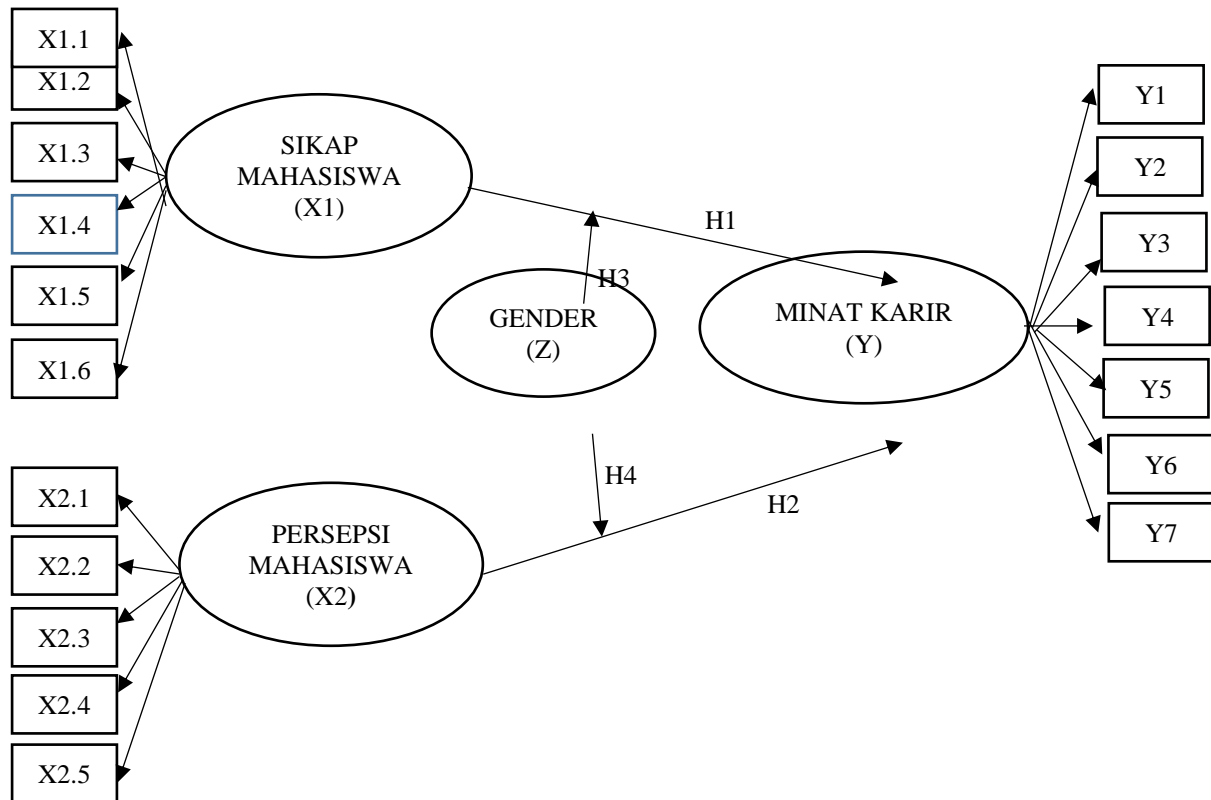 X1.1
X1.2
X1.3
X1.4
X1.5
X1.6
SIKAP
MAHASISWA
(X1)
H1
H3
GENDER
(Z)
MINAT KARIR
(Y)
Y1
Y2
Y3
Y4
Y5
Y6
Y7
H4
H2
X2.1
X2.2
X2.3
X2.4
X2.5
PERSEPSI
MAHASISWA
(X2)